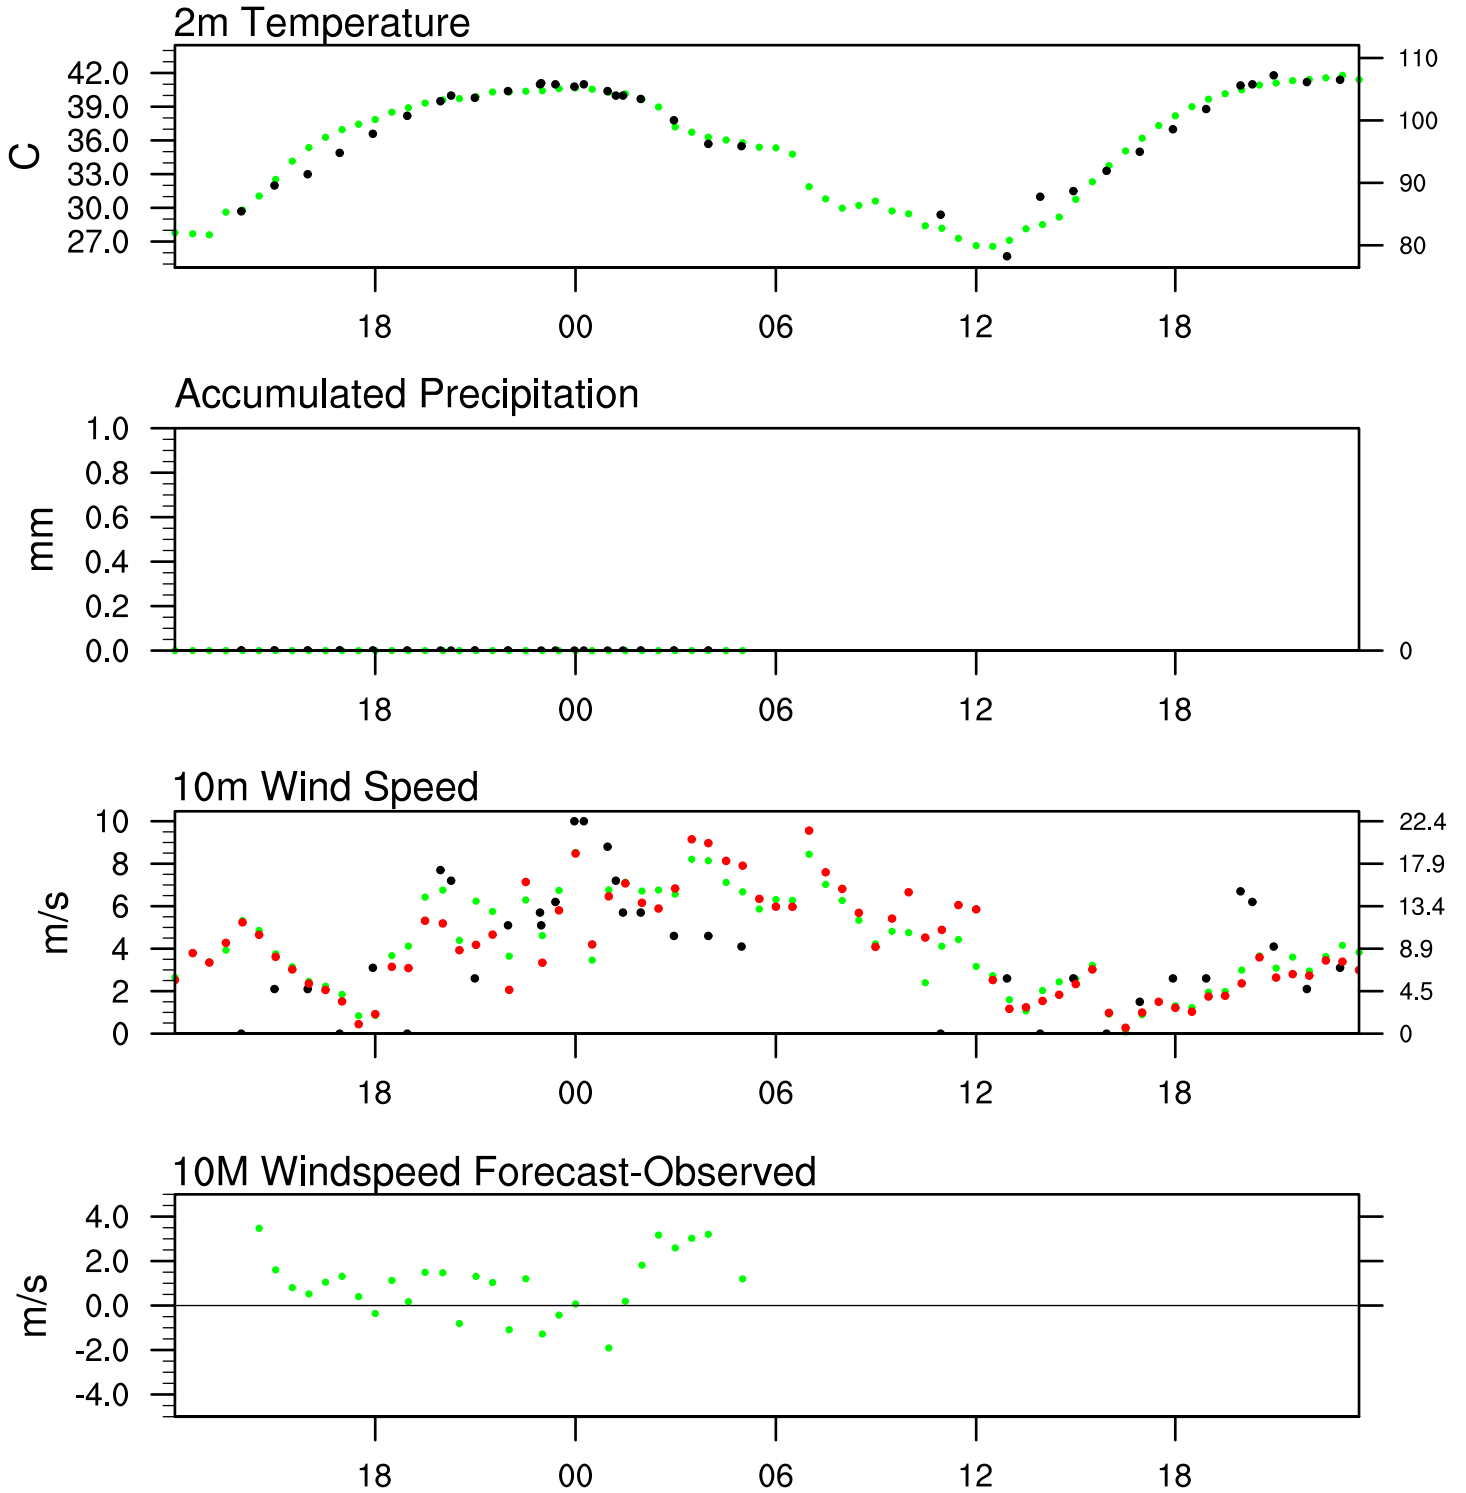 2m Temperature
42.0
39.0
36.0
33.0
30.0
27.0
C
110
100
90
80
18 00 06 12 18
Accumulated Precipitation
1.0
0.8
0.6
0.4
0.2
0.0
mm
0
18 00 06 12 18
10m Wind Speed
10
8
6
4
2
0
m/s
22.4
17.9
13.4
8.9
4.5
0
18 00 06 12 18
10M Windspeed Forecast-Observed
4.0
2.0
0.0
-2.0
-4.0
m/s
18 00 06 12 18